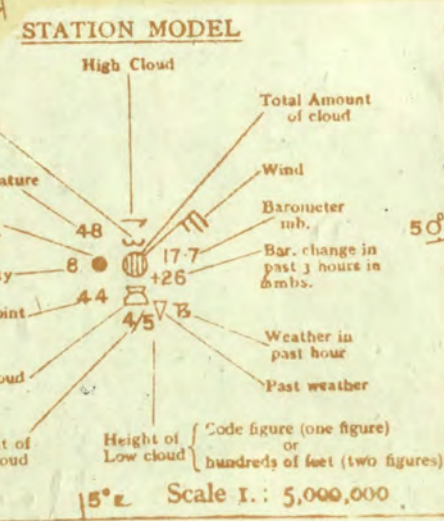 STATION MODEL
High Cloud
Total Amount
of cloud
Wind
ature
48
Barometer
mb.
50°
17·7
8
+26
Bar. change in
past 3 hours in
mbs.
44
oint
4/5
Weather in
past hour
oud
Past weather
t of
oud
Height of
Low cloud
Code figure (one figure)
or
hundreds of feet (two figures)
5°E
Scale 1.: 5,000,000